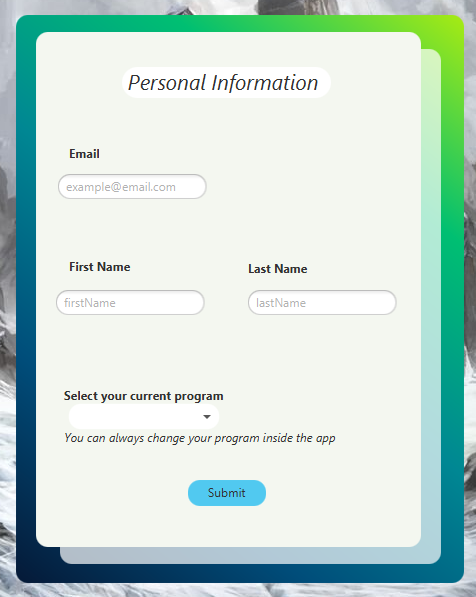 Personal Information
Email
example@email.com
First Name
Last Name
firstName
lastName
Select your current program
You can always change your program inside the app
Submit